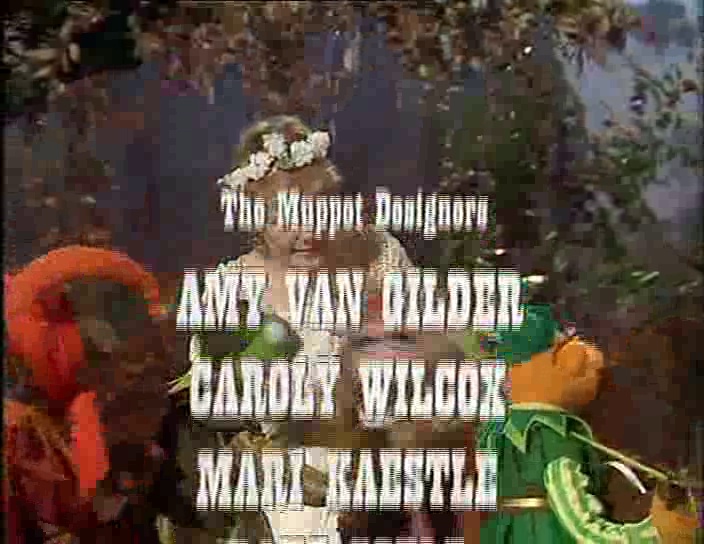 The Muppet Designers
AMY VAN GILDER
CAROLY WILCOX
MARI KAESTLE